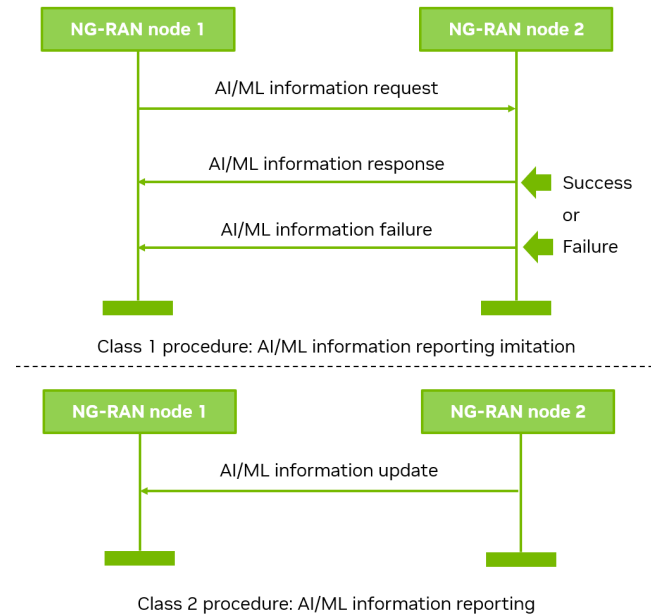 NG-RAN node 1
NG-RAN node 2
AI/ML information request
AI/ML information response
Success
or
AI/ML information failure
Failure
Class 1 procedure: AI/ML information reporting imitation
NG-RAN node 1
NG-RAN node 2
AI/ML information update
Class 2 procedure: AI/ML information reporting